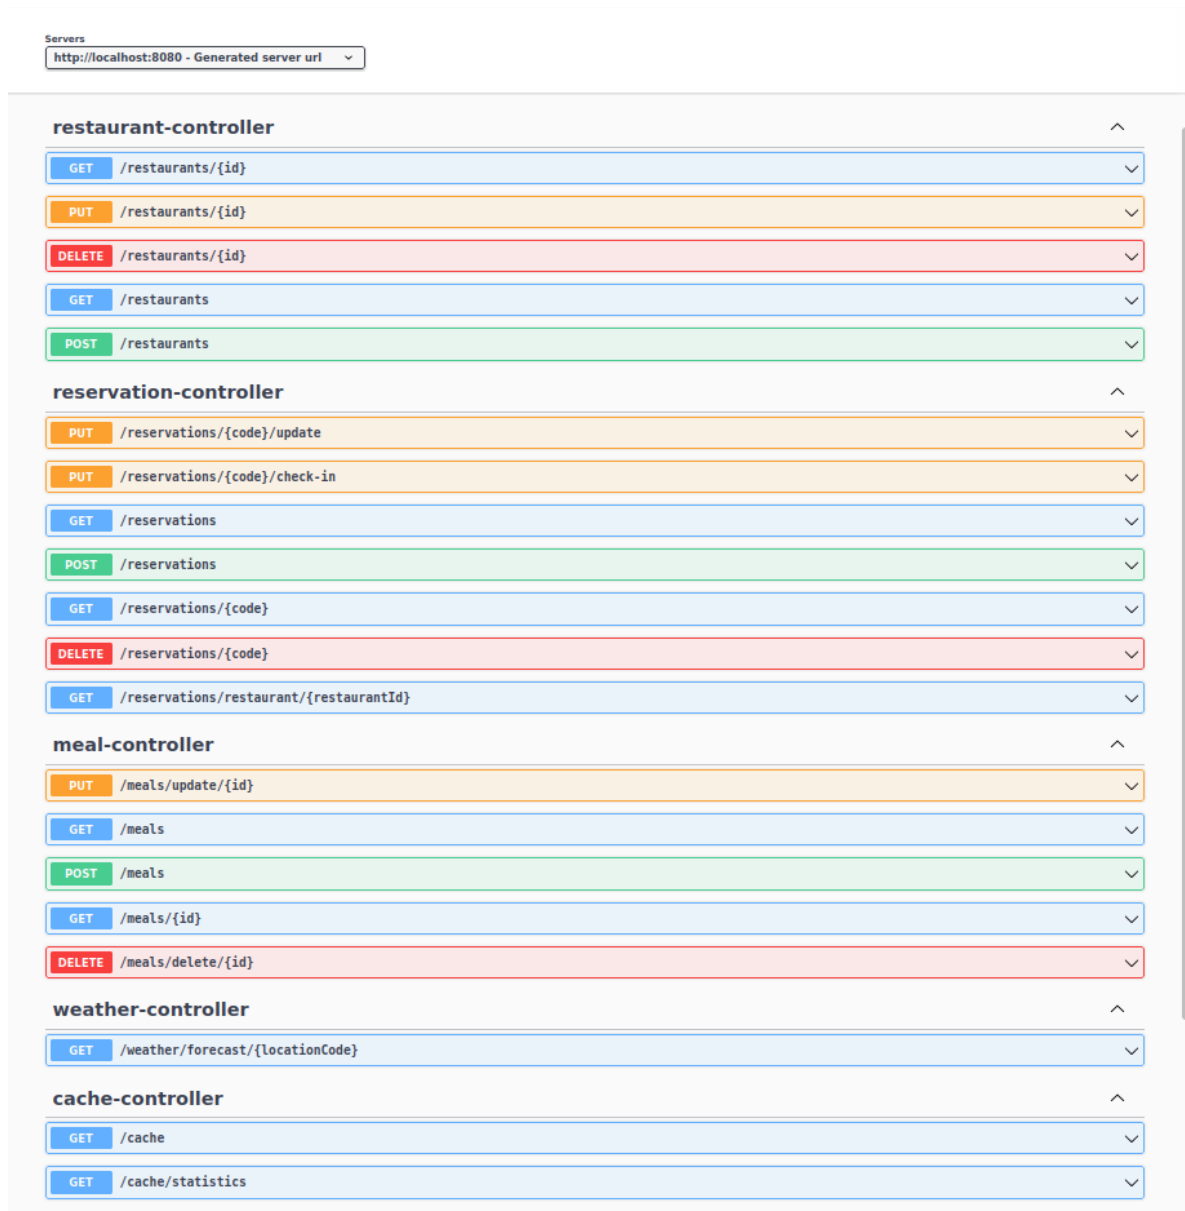 Servers
http://localhost:8080 - Generated server url
restaurant-controller
GET /restaurants/{id}
PUT /restaurants/{id}
DELETE /restaurants/{id}
GET /restaurants
POST /restaurants
reservation-controller
PUT /reservations/{code}/update
PUT /reservations/{code}/check-in
GET /reservations
POST /reservations
GET /reservations/{code}
DELETE /reservations/{code}
GET /reservations/restaurant/{restaurantId}
meal-controller
PUT /meals/update/{id}
GET /meals
POST /meals
GET /meals/{id}
DELETE /meals/delete/{id}
weather-controller
GET /weather/forecast/{locationCode}
cache-controller
GET /cache
GET /cache/statistics